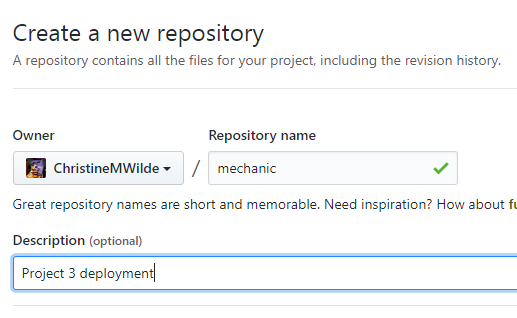 Create a new repository
A repository contains all the files for your project, including the revision history.
Owner
Repository name
ChristineMWilde / mechanic
Great repository names are short and memorable. Need inspiration? How about
Description (optional)
Project 3 deployment